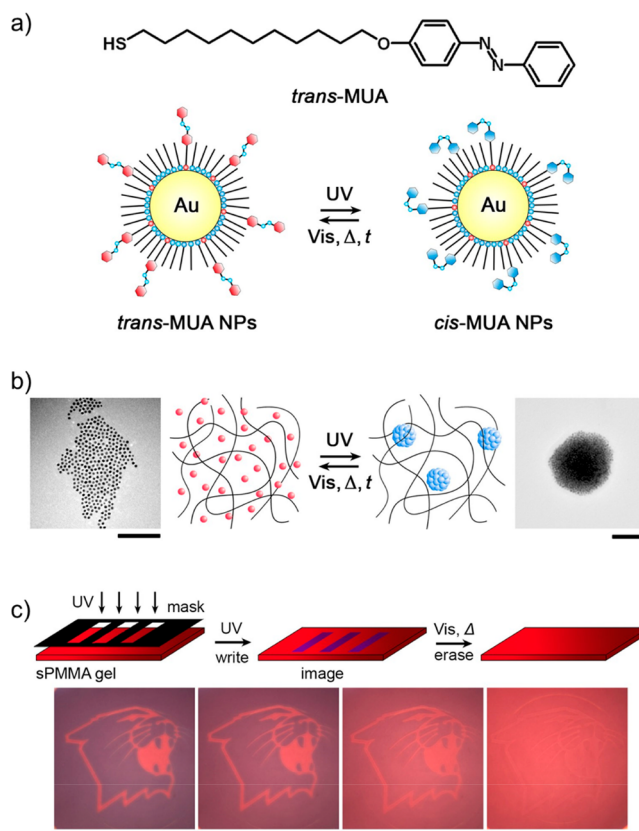 a)
HS
O
N
N
trans-MUA
Au
UV
Vis, Δ, t
Au
trans-MUA NPs
cis-MUA NPs
b)
UV
Vis, Δ, t
c)
UV
mask
UV
write
Vis, Δ
erase
sPMMA gel
image